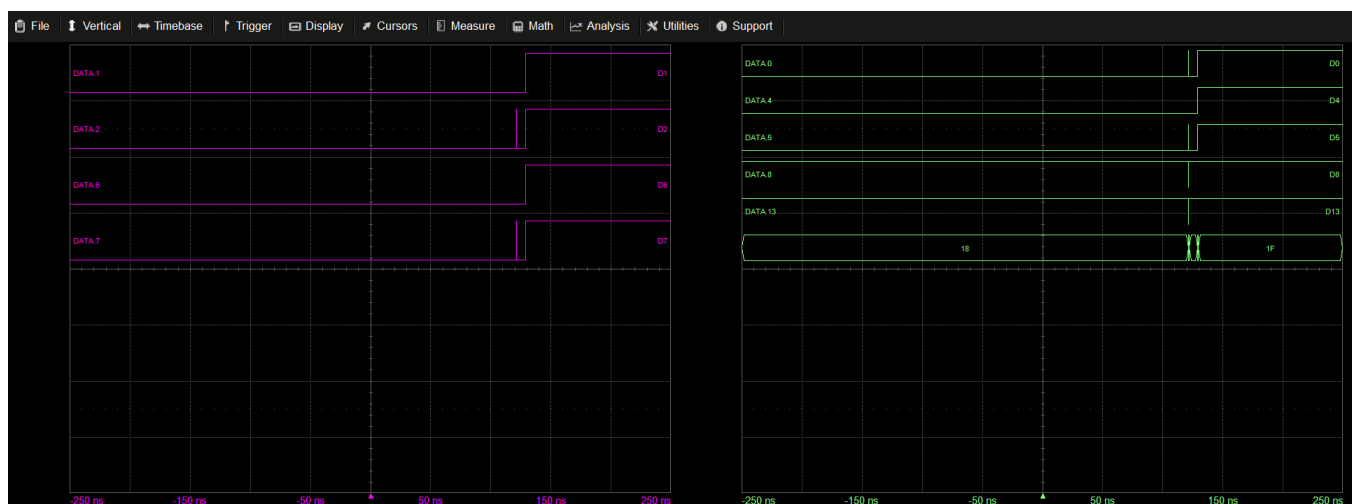 File Vertical Timebase Trigger Display Cursors Measure Math Analysis Utilities Support
DATA.1 D1
DATA.2 D2
DATA.6 D6
DATA.7 D7
-250 ns -150 ns -50 ns 50 ns 150 ns 250 ns
DATA.0 D0
DATA.4 D4
DATA.5 D5
DATA.8 D8
DATA.13 D13
18 1F
-250 ns -150 ns -50 ns 50 ns 150 ns 250 ns